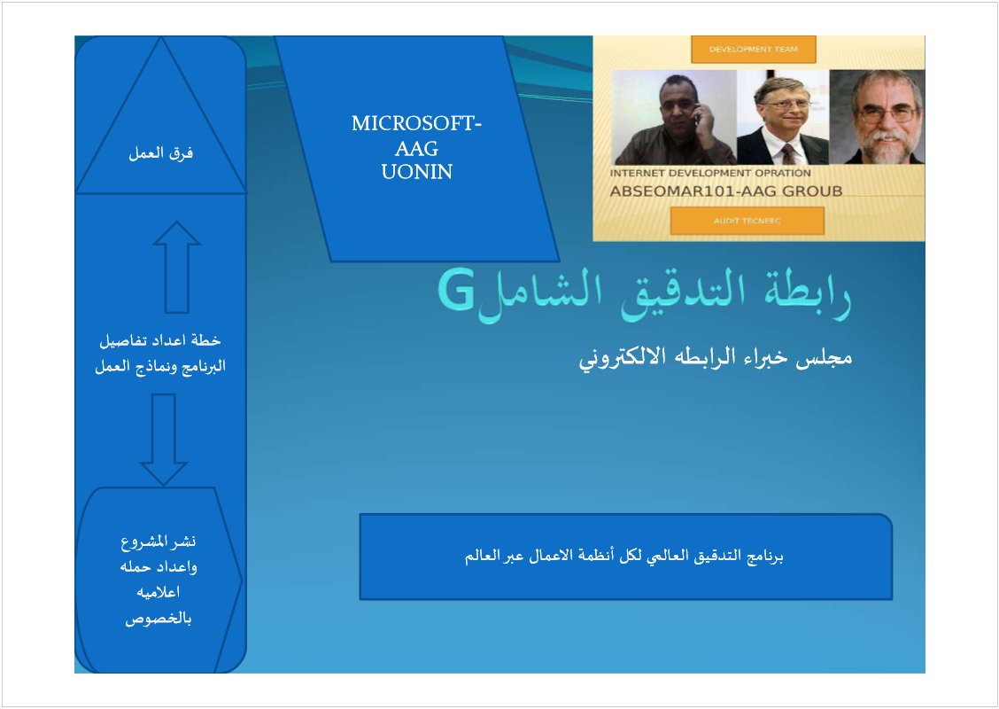 DEVELOPMENT TEAM
INTERNET DEVELOPMENT OPRATION
ABSEOMAR101-AAG GROUB
AUDIT TECNEEC
MICROSOFT-
AAG
UONIN
رابطة التدقيق الشاملG
مجلس خبراء الرابطه الالكتروني
برنامج التدقيق العالمي لكل أنظمة الاعمال عبر العالم
فرق العمل
خطة اعداد تفاصيل
البرنامج ونماذج العمل
نشر المشروع
واعداد حمله
اعلاميه
بالخصوص